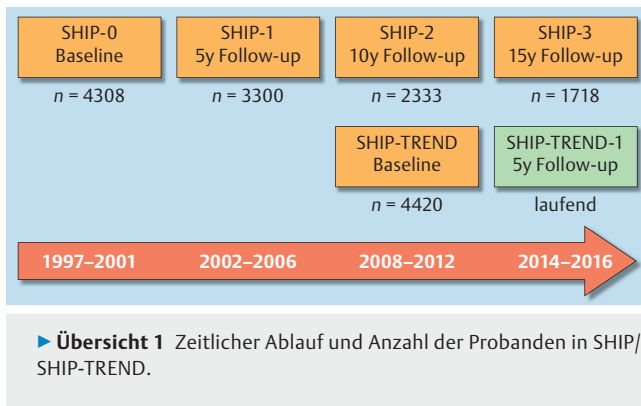 SHIP-0
Baseline
n = 4308
SHIP-1
5y Follow-up
n = 3300
SHIP-2
10y Follow-up
n = 2333
SHIP-3
15y Follow-up
n = 1718
SHIP-TREND
Baseline
n = 4420
SHIP-TREND-1
5y Follow-up
laufend
1997–2001
2002–2006
2008–2012
2014–2016
▶ Übersicht 1 Zeitlicher Ablauf und Anzahl der Probanden in SHIP/
SHIP-TREND.